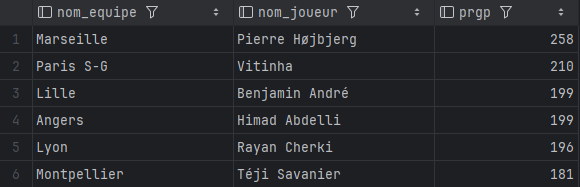 nom_equipe nom_joueur prgp
1 Marseille Pierre Højbjerg 258
2 Paris S-G Vitinha 210
3 Lille Benjamin André 199
4 Angers Himad Abdelli 199
5 Lyon Rayan Cherki 196
6 Montpellier Téji Savanier 181